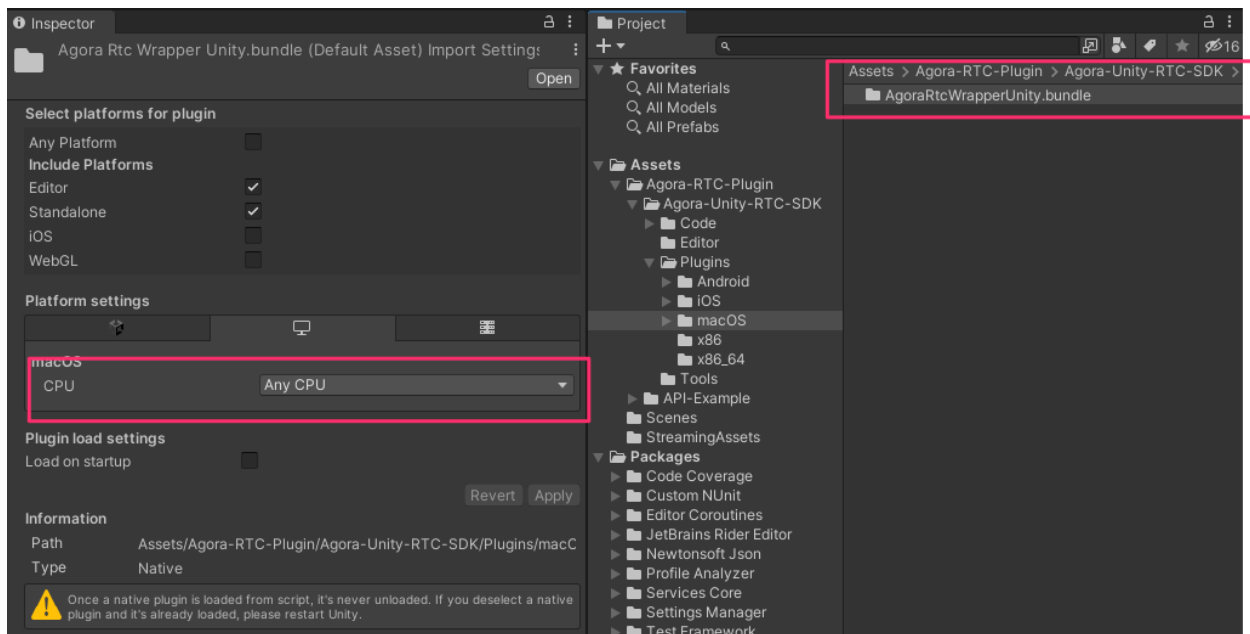 Inspector
Agora Rtc Wrapper Unity.bundle (Default Asset) Import Settings
Open
Select platforms for plugin
Any Platform
Include Platforms
Editor
Standalone
iOS
WebGL
Platform settings
macOS
CPU Any CPU
Plugin load settings
Load on startup
Revert Apply
Information
Path Assets/Agora-RTC-Plugin/Agora-Unity-RTC-SDK/Plugins/mac
Type Native
Once a native plugin is loaded from script, it's never unloaded. If you deselect a native
plugin and it's already loaded, please restart Unity.
Project
16
Favorites
All Materials
All Models
All Prefabs
Assets
Agora-RTC-Plugin
Agora-Unity-RTC-SDK
Code
Editor
Plugins
Android
iOS
macOS
x86
x86_64
Tools
API-Example
Scenes
StreamingAssets
Packages
Code Coverage
Custom NUnit
Editor Coroutines
JetBrains Rider Editor
Newtonsoft Json
Profile Analyzer
Services Core
Settings Manager
Test Framework
Assets > Agora-RTC-Plugin > Agora-Unity-RTC-SDK >
AgoraRtcWrapperUnity.bundle